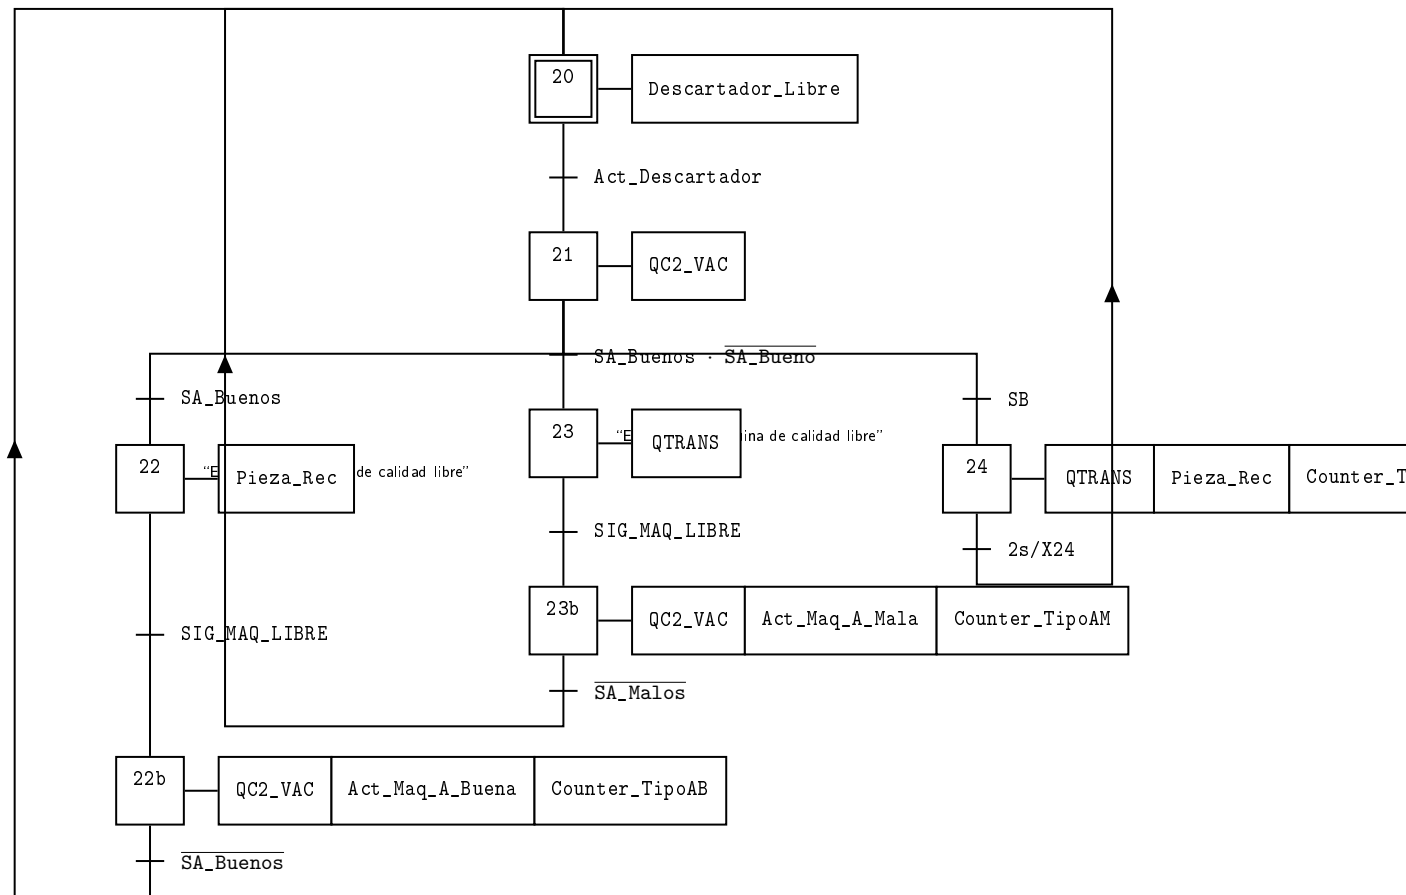 20
Descartador_Libre
Act_Descartador
21
QC2_VAC
SA_Buenos · SA_Bueno
SA_Buenos
SB
23
QTRANS
ina de calidad libre”
22
Pieza_Rec
de calidad libre”
24
QTRANS
Pieza_Rec
SIG_MAQ_LIBRE
2s/X24
23b
QC2_VAC
Act_Maq_A_Mala
Counter_TipoAM
SIG_MAQ_LIBRE
SA_Malos
22b
QC2_VAC
Act_Maq_A_Buena
Counter_TipoAB
SA_Buenos